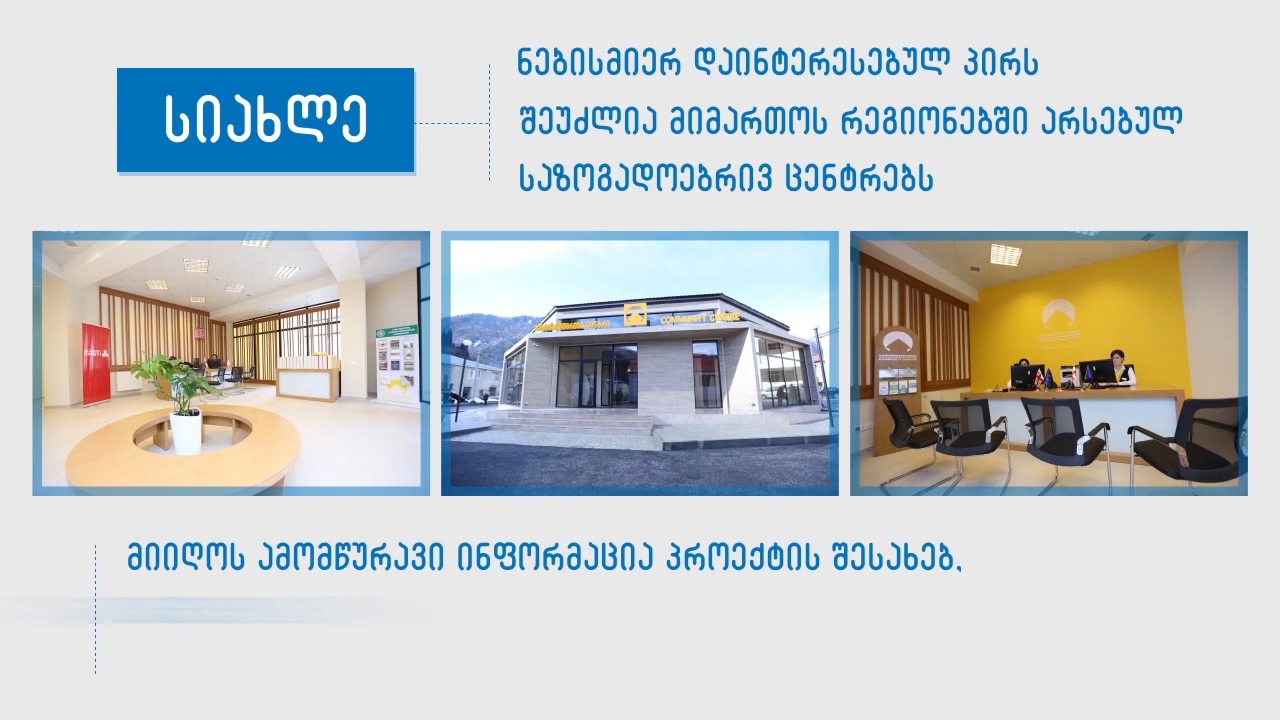 სიახლე
ნებისმიერ დაინტერესებულ პირს
შეუძლია მიმართოს რეგიონებში არსებულ
საზოგადოებრივ ცენტრებს
COMMUNITY CENTRE
მიიღოს ამომწურავი ინფორმაცია პროექტის შესახებ,